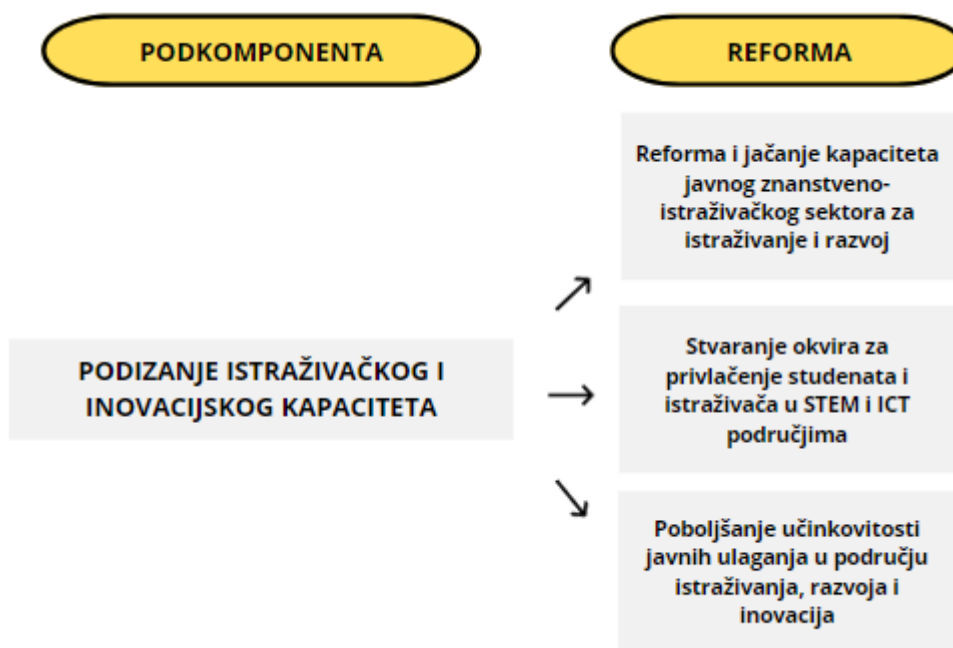 PODKOMPONENTA
REFORMA
Reforma i jačanje kapaciteta
javnog znanstveno-
istraživačkog sektora za
istraživanje i razvoj
PODIZANJE ISTRAŽIVAČKOG I
INOVACIJSKOG KAPACITETA
Stvaranje okvira za
privlačenje studenata i
istraživača u STEM i ICT
područjima
Poboljšanje učinkovitosti
javnih ulaganja u području
istraživanja, razvoja i
inovacija